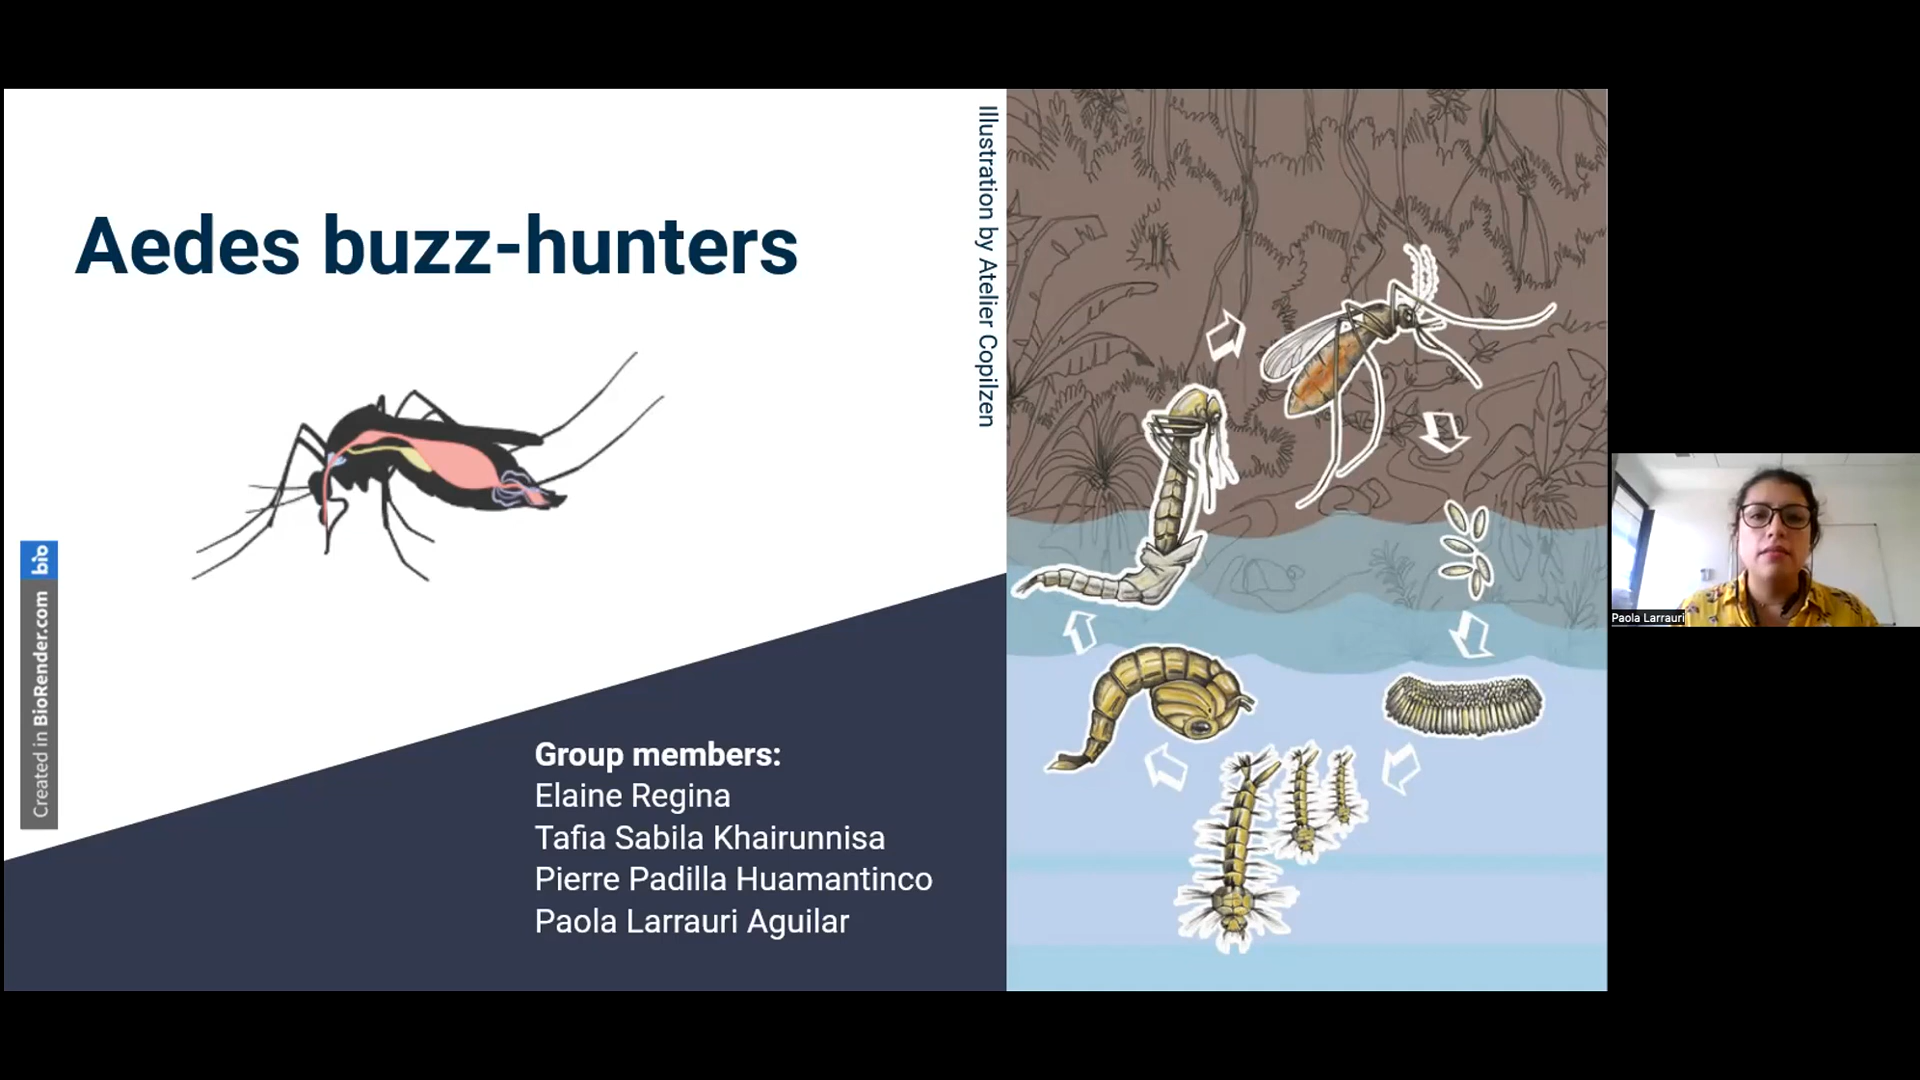 Aedes buzz-hunters
Illustration by Atelier Copilzen
Created in BioRender.com bio
Group members:
Elaine Regina
Tafia Sabila Khairunnisa
Pierre Padilla Huamantinco
Paola Larrauri Aguilar
Paola Larrauri